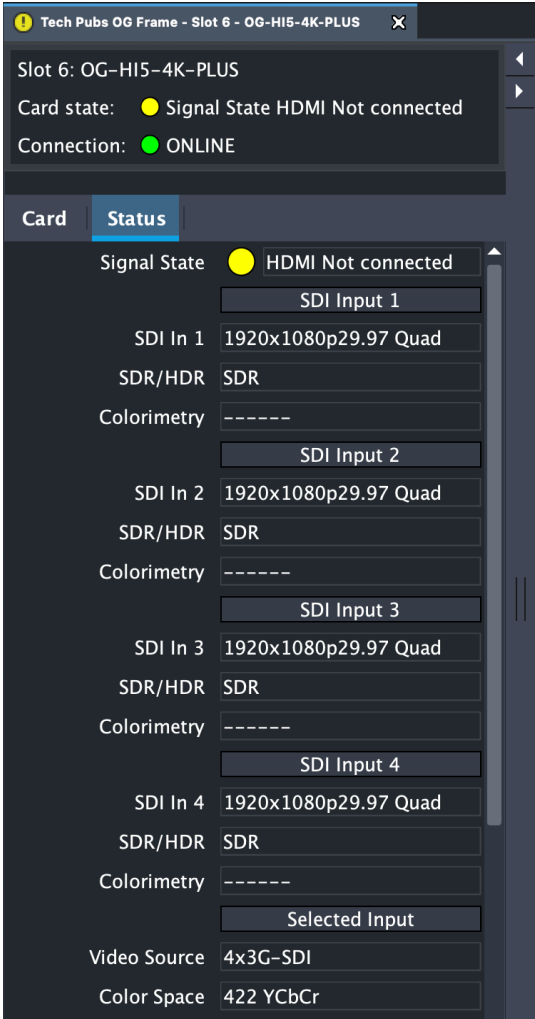 Tech Pubs OG Frame - Slot 6 - OG-HI5-4K-PLUS
Slot 6: OG-HI5-4K-PLUS
Card state: Signal State HDMI Not connected
Connection: ONLINE
Card Status
Signal State HDMI Not connected
SDI Input 1
SDI In 1 1920x1080p29.97 Quad
SDR/HDR SDR
Colorimetry ------
SDI Input 2
SDI In 2 1920x1080p29.97 Quad
SDR/HDR SDR
Colorimetry ------
SDI Input 3
SDI In 3 1920x1080p29.97 Quad
SDR/HDR SDR
Colorimetry ------
SDI Input 4
SDI In 4 1920x1080p29.97 Quad
SDR/HDR SDR
Colorimetry ------
Selected Input
Video Source 4x3G-SDI
Color Space 422 YCbCr